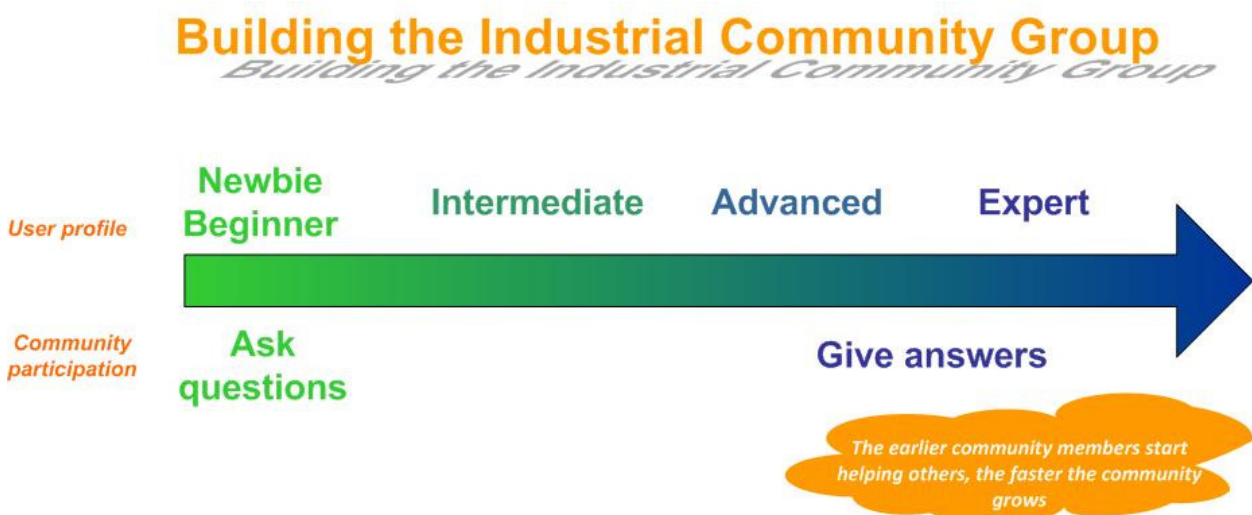 Building the Industrial Community Group
Building the Industrial Community Group
Newbie
Beginner
Intermediate
Advanced
Expert
User profile
Community
participation
Ask
questions
Give answers
The earlier community members start
helping others, the faster the community
grows